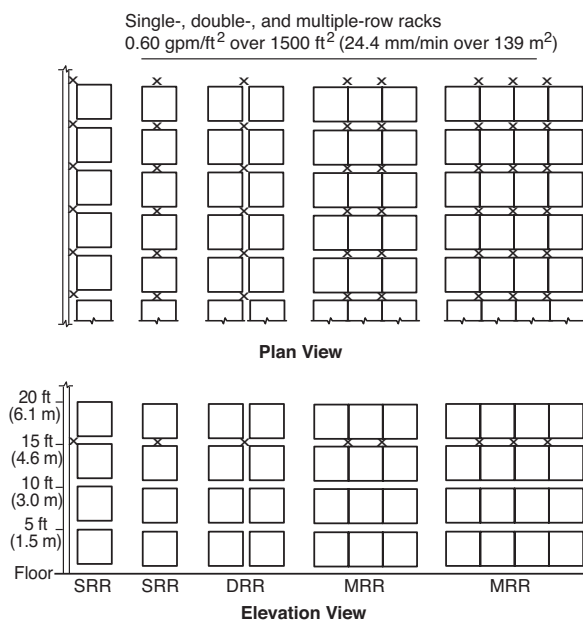 Single-, double-, and multiple-row racks
0.60 gpm/ft² over 1500 ft² (24.4 mm/min over 139 m²)
Plan View
20 ft
(6.1 m)
15 ft
(4.6 m)
10 ft
(3.0 m)
5 ft
(1.5 m)
Floor
SRR SRR DRR MRR MRR
Elevation View